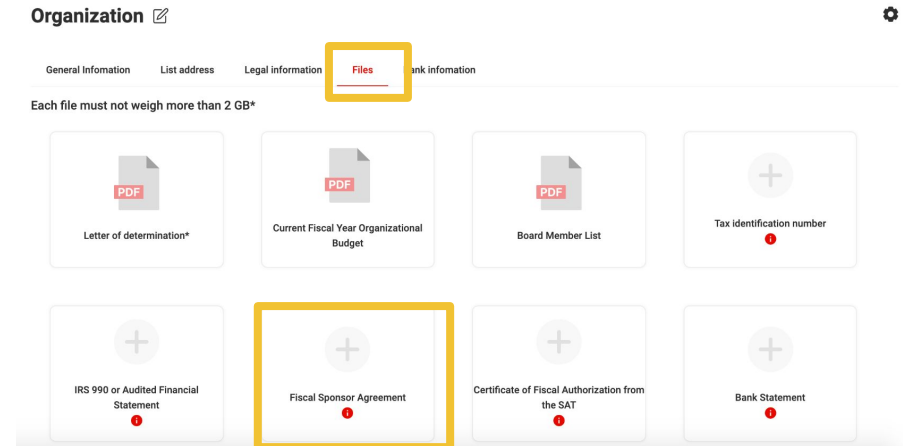 Organization
General Infomation List address Legal information Files ank infomation
Each file must not weigh more than 2 GB*
PDF PDF PDF
Letter of determination* Current Fiscal Year Organizational Board Member List Tax identification number
Budget
IRS 990 or Audited Financial Fiscal Sponsor Agreement Certificate of Fiscal Authorization from Bank Statement
Statement the SAT